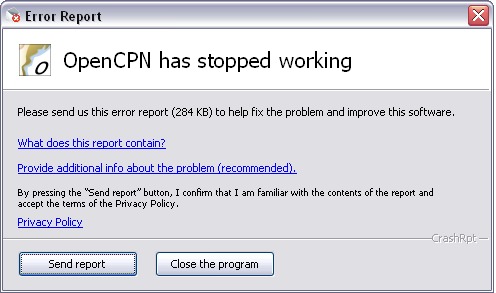 Error Report
OpenCPN has stopped working
Please send us this error report (284 KB) to help fix the problem and improve this software.
What does this report contain?
Provide additional info about the problem (recommended).
By pressing the "Send report" button, I confirm that I am familiar with the contents of the report and
accept the terms of the Privacy Policy.
Privacy Policy
CrashRpt
Send report
Close the program